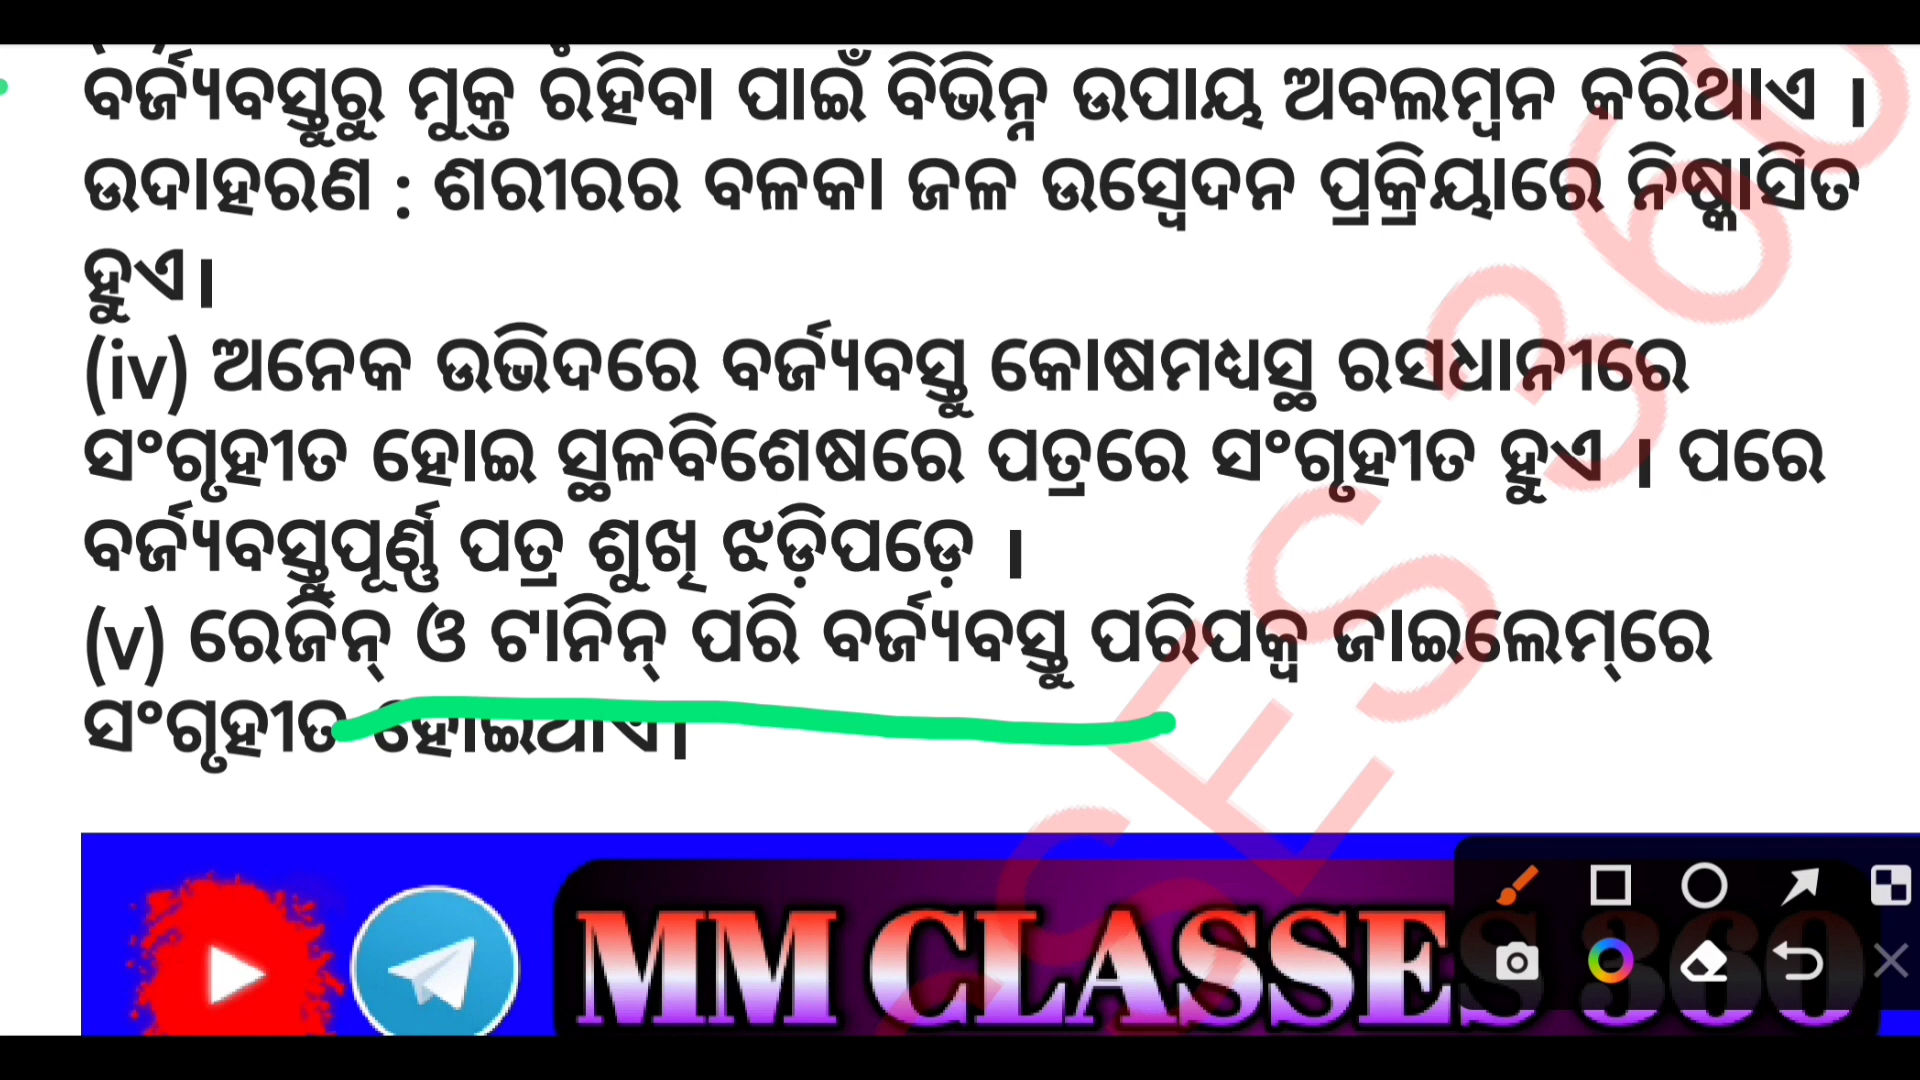 ବର୍ଜ୍ୟବସ୍ତୁରୁ ମୁକ୍ତ ରହିବା ପାଇଁ ବିଭିନ୍ନ ଉପାୟ ଅବଲମ୍ବନ କରିଥାଏ ।
ଉଦାହରଣ : ଶରୀରର ବଳକା ଜଳ ଉତ୍ସ୍ୱେଦନ ପ୍ରକ୍ରିୟାରେ ନିଷ୍କାସିତ
ହୁଏ।
(iv) ଅନେକ ଉଦ୍ଭିଦରେ ବର୍ଜ୍ୟବସ୍ତୁ କୋଷମଧ୍ୟସ୍ଥ ରସଧାନୀରେ
ସଂଗୃହୀତ ହୋଇ ସ୍ଥଳବିଶେଷରେ ପତ୍ରରେ ସଂଗୃହୀତ ହୁଏ । ପରେ
ବର୍ଜ୍ୟବସ୍ତୁପୂର୍ଣ୍ଣ ପତ୍ର ଶୁଖି ଝଡ଼ିପଡ଼େ ।
(v) ରେଜିନ୍ ଓ ଟାନିନ୍ ପରି ବର୍ଜ୍ୟବସ୍ତୁ ପରିପକ୍ୱ ଜାଇଲେମ୍‌ରେ
ସଂଗୃହୀତ ହୋଇଥାଏ।
MM CLASSES 360